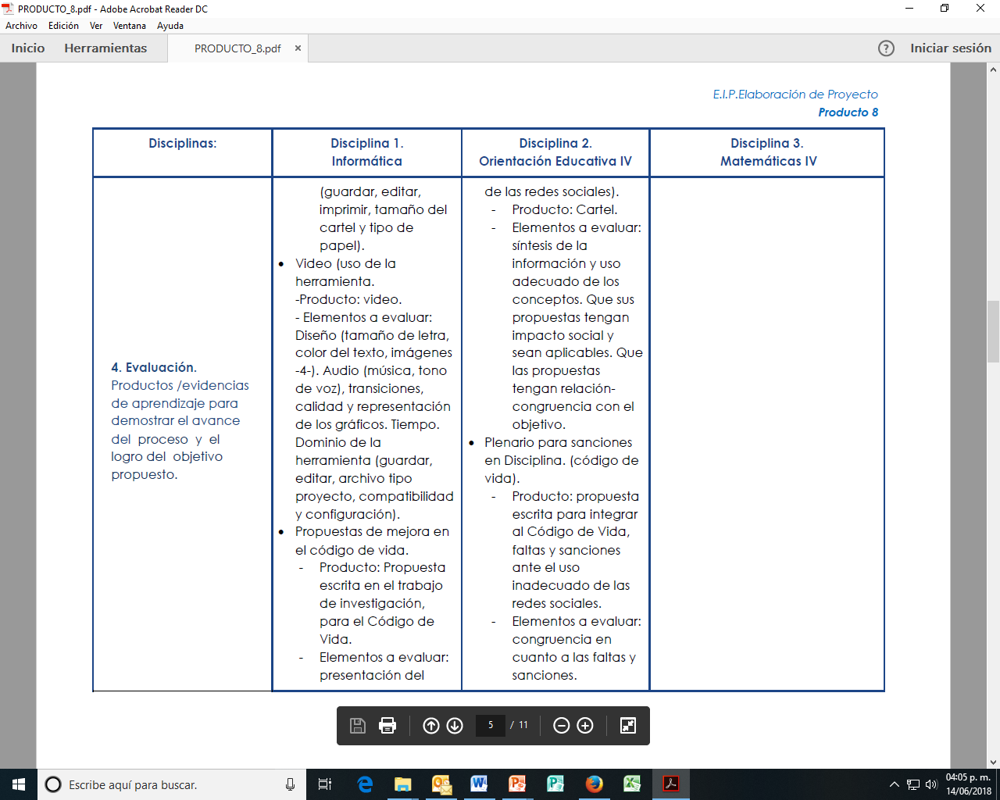 PRODUCTO_8.pdf - Adobe Acrobat Reader DC
Archivo Edición Ver Ventana Ayuda
Inicio Herramientas PRODUCTO_8.pdf × ? Iniciar sesión
E.I.P.Elaboración de Proyecto
Producto 8
Disciplinas:
Disciplina 1.
Informática
Disciplina 2.
Orientación Educativa IV
Disciplina 3.
Matemáticas IV
4. Evaluación.
Productos /evidencias
de aprendizaje para
demostrar el avance
del proceso y el
logro del objetivo
propuesto.
(guardar, editar,
imprimir, tamaño del
cartel y tipo de
papel).
• Video (uso de la
herramienta.
-Producto: video.
- Elementos a evaluar:
Diseño (tamaño de letra,
color del texto, imágenes
-4-). Audio (música, tono
de voz), transiciones,
calidad y representación
de los gráficos. Tiempo.
Dominio de la
herramienta (guardar,
editar, archivo tipo
proyecto, compatibilidad
y configuración).
• Propuestas de mejora en
el código de vida.
- Producto: Propuesta
escrita en el trabajo
de investigación,
para el Código de
Vida.
- Elementos a evaluar:
presentación del
de las redes sociales).
- Producto: Cartel.
- Elementos a evaluar:
síntesis de la
información y uso
adecuado de los
conceptos. Que sus
propuestas tengan
impacto social y
sean aplicables. Que
las propuestas
tengan relación-
congruencia con el
objetivo.
• Plenario para sanciones
en Disciplina. (código de
vida).
- Producto: propuesta
escrita para integrar
al Código de Vida,
faltas y sanciones
ante el uso
inadecuado de las
redes sociales.
- Elementos a evaluar:
congruencia en
cuanto a las faltas y
sanciones.
5 / 11
Escribe aquí para buscar.
04:05 p. m.
14/06/2018